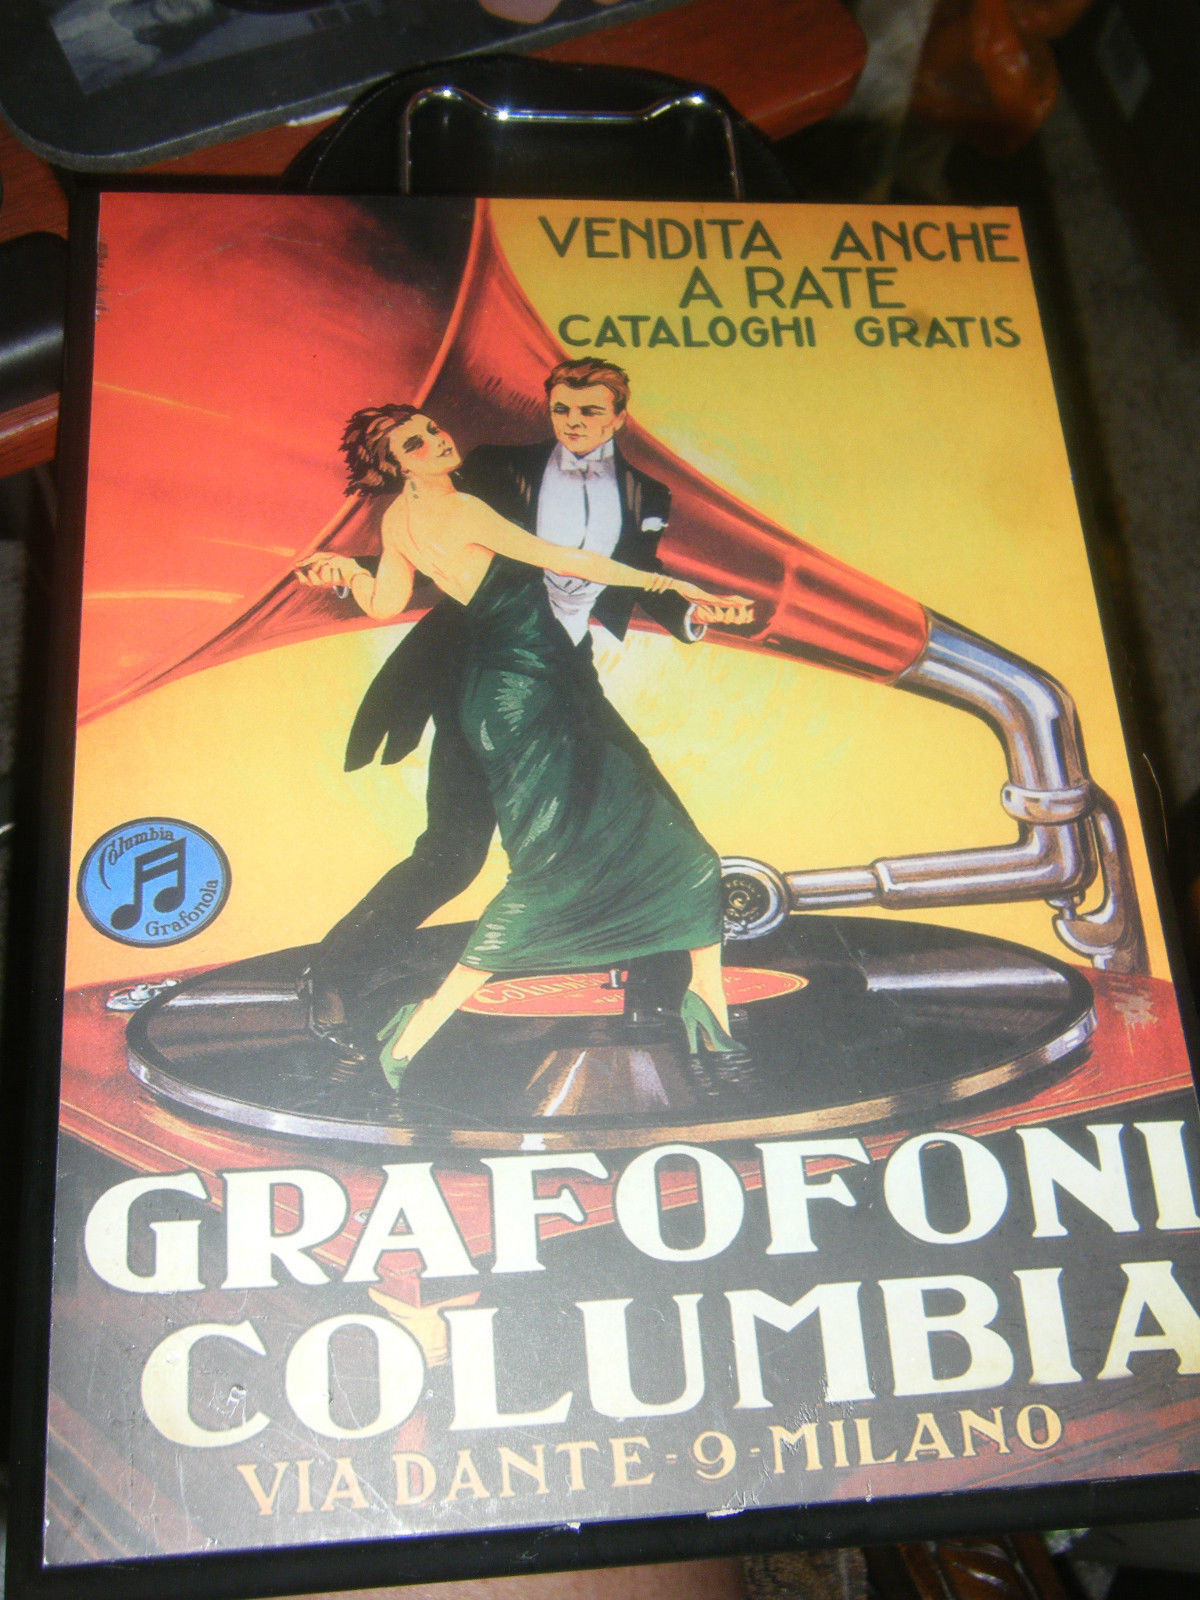 VENDITA ANCHE
A RATE
CATALOGHI GRATIS
Columbia
Grafonola
GRAFOFONI
COLUMBIA
VIA DANTE-9-MILANO